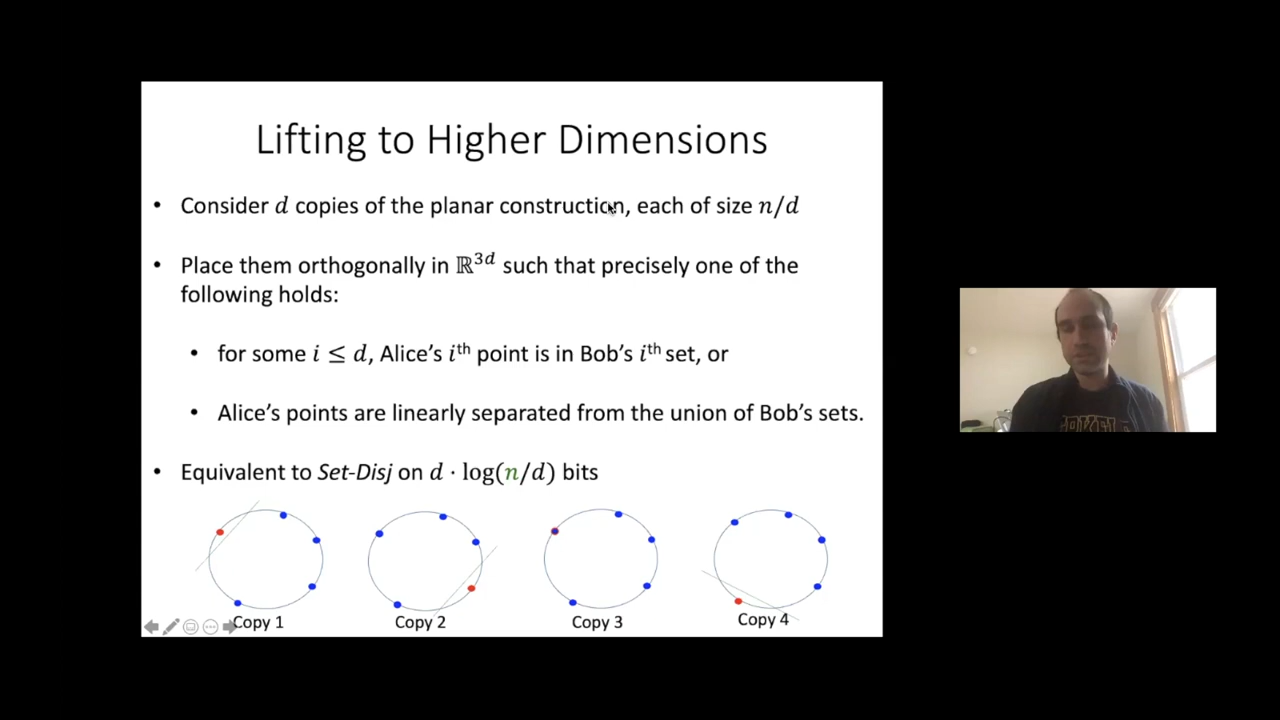 Lifting to Higher Dimensions
• Consider d copies of the planar construction, each of size n/d
• Place them orthogonally in ℝ³ᵈ such that precisely one of the
following holds:
• for some i ≤ d, Alice's iᵗʰ point is in Bob's iᵗʰ set, or
• Alice's points are linearly separated from the union of Bob's sets.
• Equivalent to Set-Disj on d · log(n/d) bits
Copy 1 Copy 2 Copy 3 Copy 4